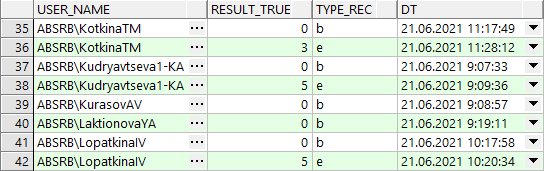 USER_NAME RESULT_TRUE TYPE_REC DT
35 ABSRB\KotkinaTM ... 0 b 21.06.2021 11:17:49
36 ABSRB\KotkinaTM ... 3 e 21.06.2021 11:28:12
37 ABSRB\Kudryavtseva1-KA ... 0 b 21.06.2021 9:07:33
38 ABSRB\Kudryavtseva1-KA ... 5 e 21.06.2021 9:09:36
39 ABSRB\KurasovAV ... 0 b 21.06.2021 9:08:57
40 ABSRB\LaktionovaYA ... 0 b 21.06.2021 9:19:11
41 ABSRB\LopatkinaIV ... 0 b 21.06.2021 10:17:58
42 ABSRB\LopatkinaIV ... 5 e 21.06.2021 10:20:34